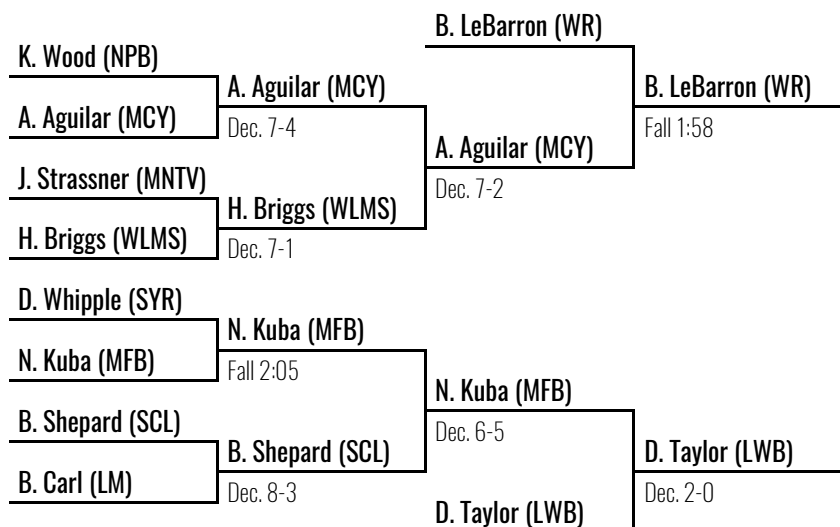 B. LeBarron (WR)
K. Wood (NPB)
A. Aguilar (MCY)
B. LeBarron (WR)
A. Aguilar (MCY)
Dec. 7-4
Fall 1:58
A. Aguilar (MCY)
J. Strassner (MNTV)
Dec. 7-2
H. Briggs (WLMS)
H. Briggs (WLMS)
Dec. 7-1
D. Whipple (SYR)
N. Kuba (MFB)
N. Kuba (MFB)
Fall 2:05
N. Kuba (MFB)
B. Shepard (SCL)
Dec. 6-5
B. Shepard (SCL)
D. Taylor (LWB)
B. Carl (LM)
Dec. 8-3
Dec. 2-0
D. Taylor (LWB)